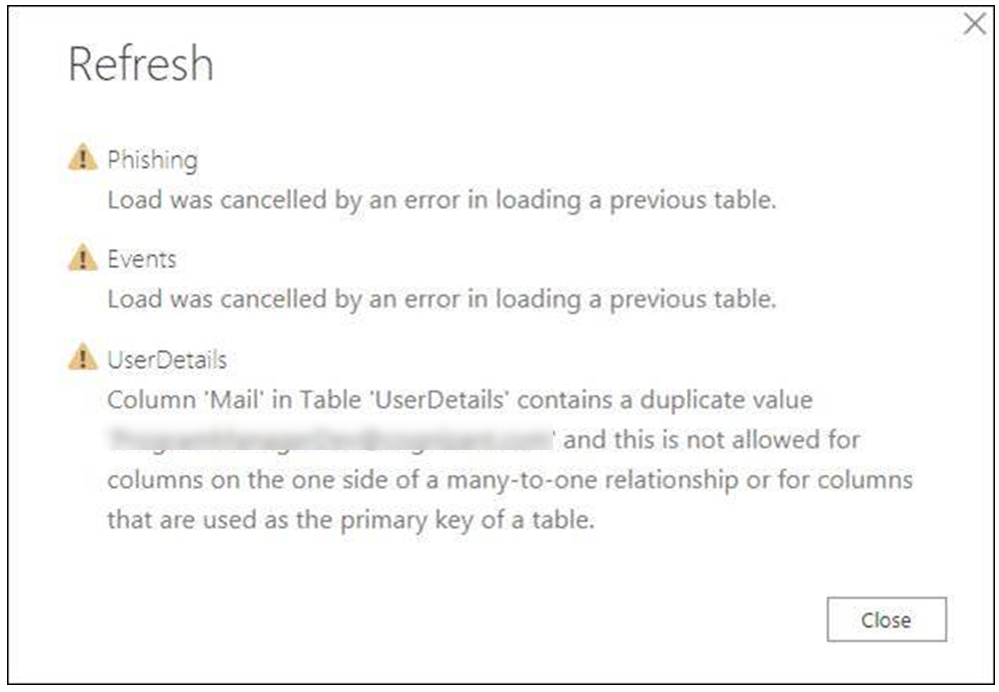 Refresh
Phishing
Load was cancelled by an error in loading a previous table.
Events
Load was cancelled by an error in loading a previous table.
UserDetails
Column 'Mail' in Table 'UserDetails' contains a duplicate value
' and this is not allowed for
columns on the one side of a many-to-one relationship or for columns
that are used as the primary key of a table.
Close